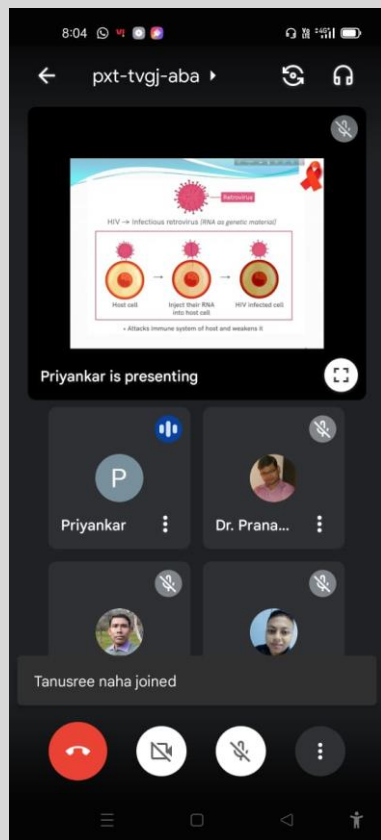 8:04
pxt-tvgj-aba
Retrovirus
HIV → Infectious retrovirus (RNA as genetic material)
Host cell
Inject their RNA
into host cell
HIV infected cell
• Attacks immune system of host and weakens it
Priyankar is presenting
P
Priyankar
Dr. Prana...
Tanusree naha joined